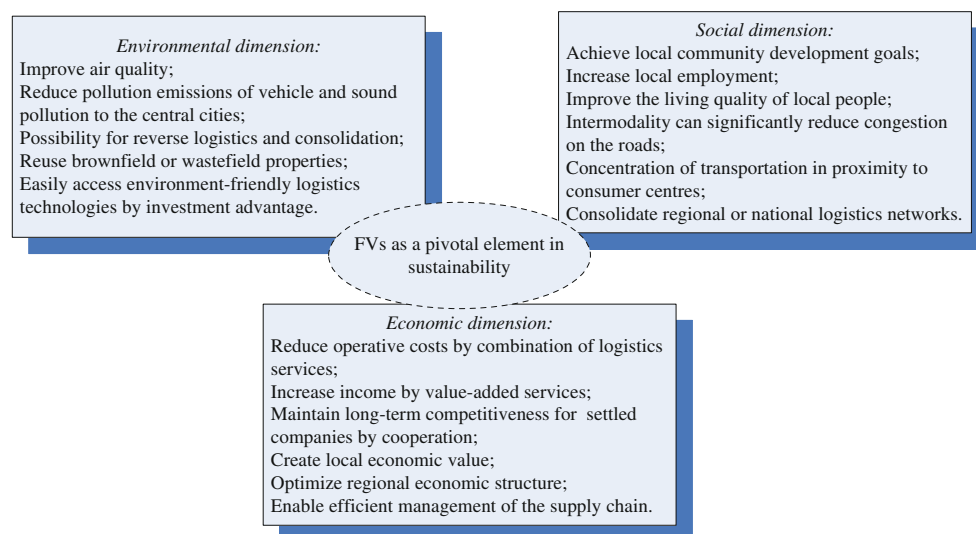 Environmental dimension:
Improve air quality;
Reduce pollution emissions of vehicle and sound
pollution to the central cities;
Possibility for reverse logistics and consolidation;
Reuse brownfield or wastefield properties;
Easily access environment-friendly logistics
technologies by investment advantage.
Social dimension:
Achieve local community development goals;
Increase local employment;
Improve the living quality of local people;
Intermodality can significantly reduce congestion
on the roads;
Concentration of transportation in proximity to
consumer centres;
Consolidate regional or national logistics networks.
FVs as a pivotal element in
sustainability
Economic dimension:
Reduce operative costs by combination of logistics
services;
Increase income by value-added services;
Maintain long-term competitiveness for settled
companies by cooperation;
Create local economic value;
Optimize regional economic structure;
Enable efficient management of the supply chain.